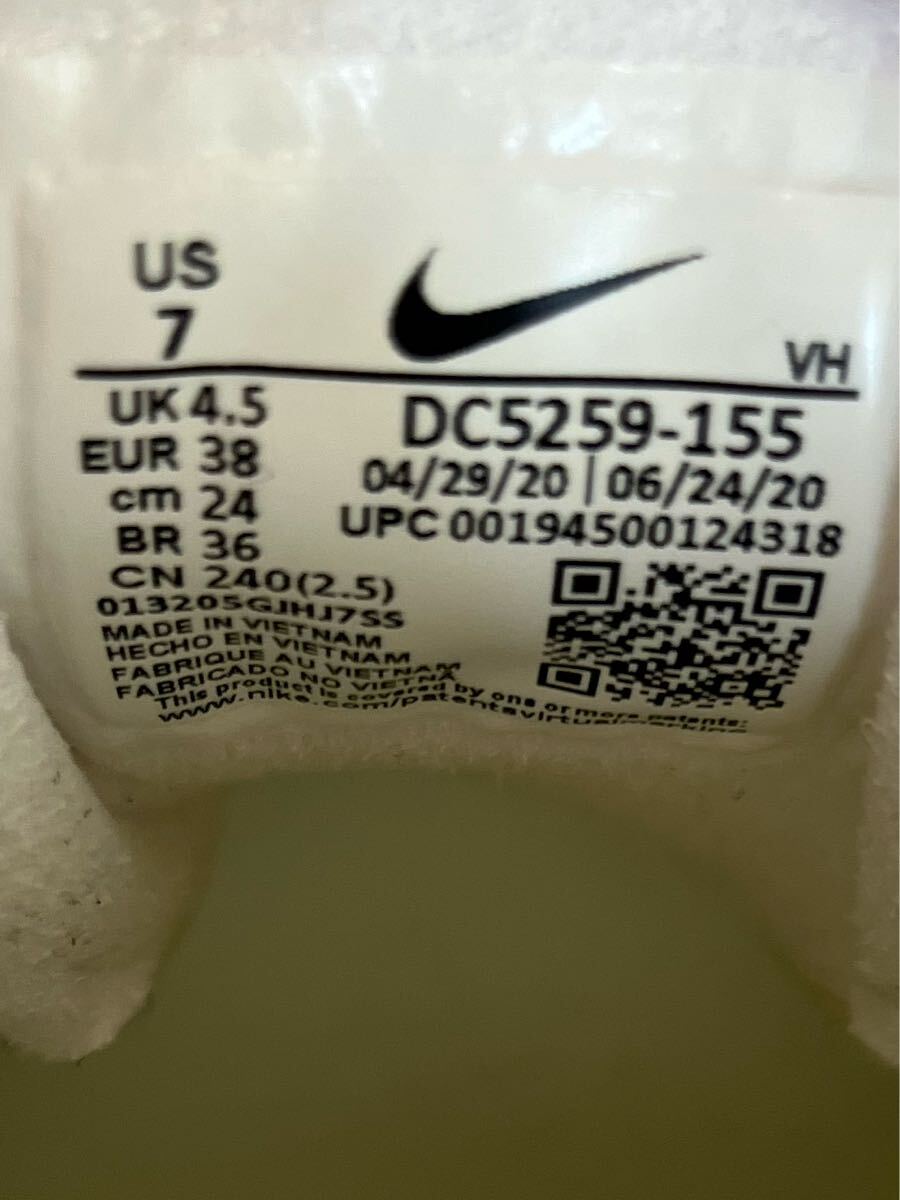 US
7
VH
UK 4.5
EUR 38
cm 24
BR 36
CN 240(2.5)
DC5259-155
04/29/20 | 06/24/20
UPC 00194500124318
013205GJHJ7SS
MADE IN VIETNAM
HECHO EN VIETNAM
FABRIQUE AU VIETNAM
FABRICADO NO VIETNÃ
This product is covered by one or more patents:
www.nike.com/patentsvirtualmarking